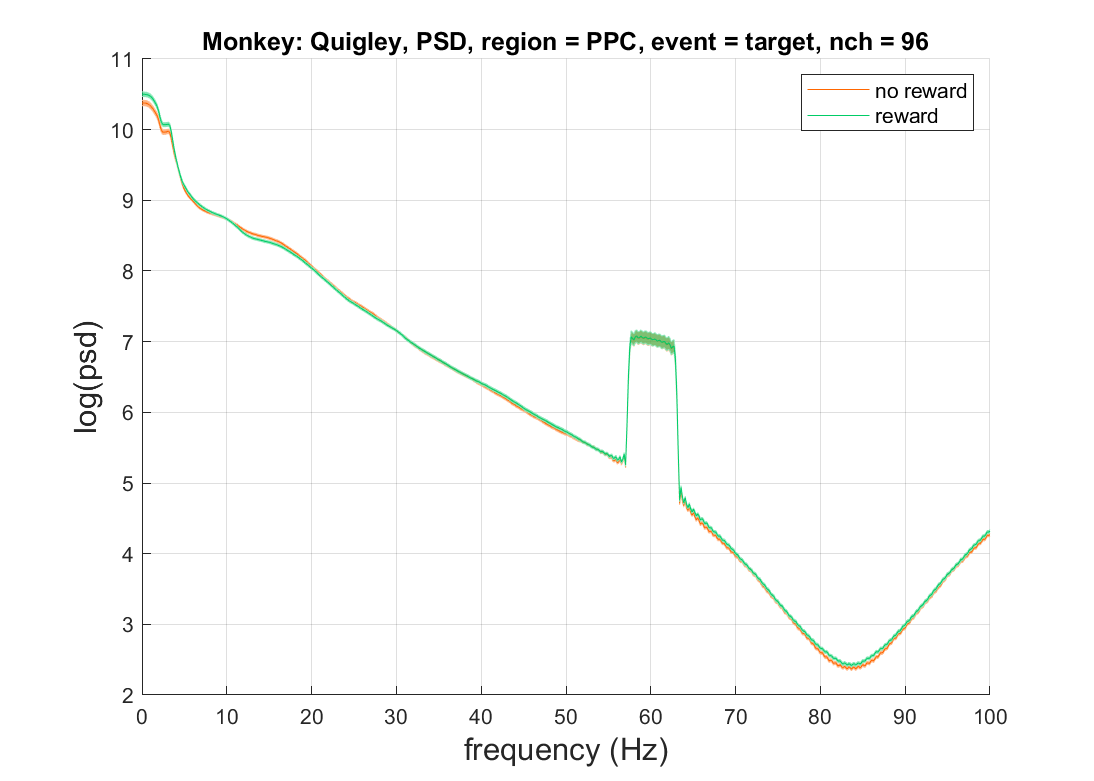 Monkey: Quigley, PSD, region = PPC, event = target, nch = 96
no reward
reward
11
10
9
8
7
6
5
4
3
2
log(psd)
0 10 20 30 40 50 60 70 80 90 100
frequency (Hz)